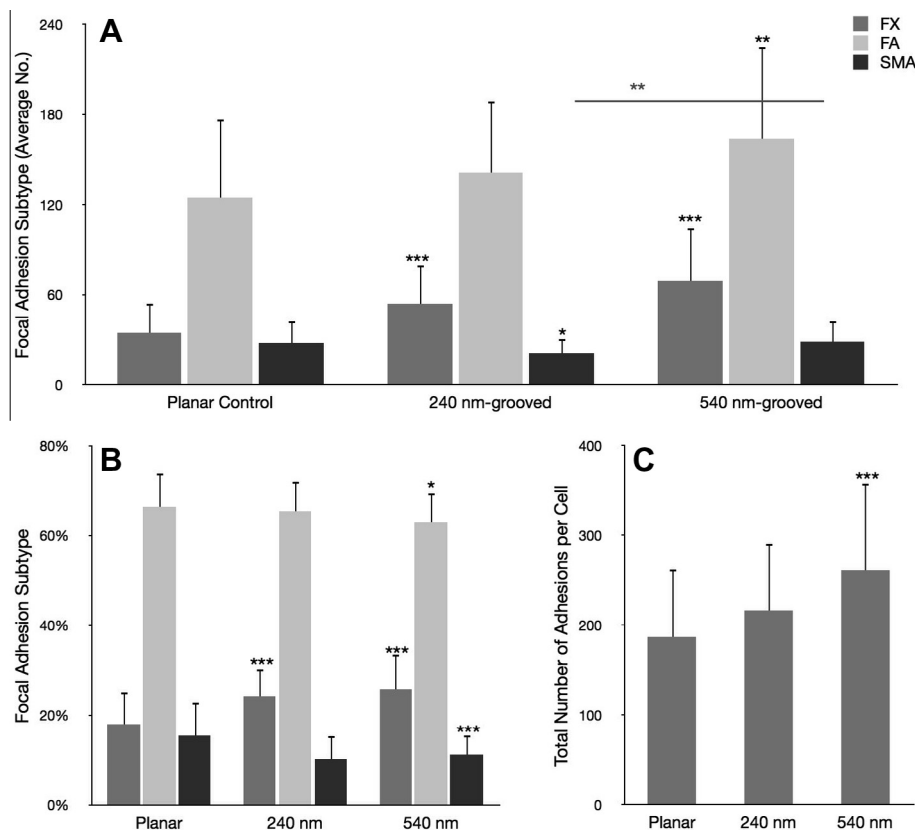 A
FX
FA
SMA
Focal Adhesion Subtype (Average No.)
240
180
120
60
0
***
*
***
**
**
Planar Control
240 nm-grooved
540 nm-grooved
B
Focal Adhesion Subtype
80%
60%
40%
20%
0%
***
***
*
***
Planar
240 nm
540 nm
C
Total Number of Adhesions per Cell
400
300
200
100
0
***
Planar
240 nm
540 nm